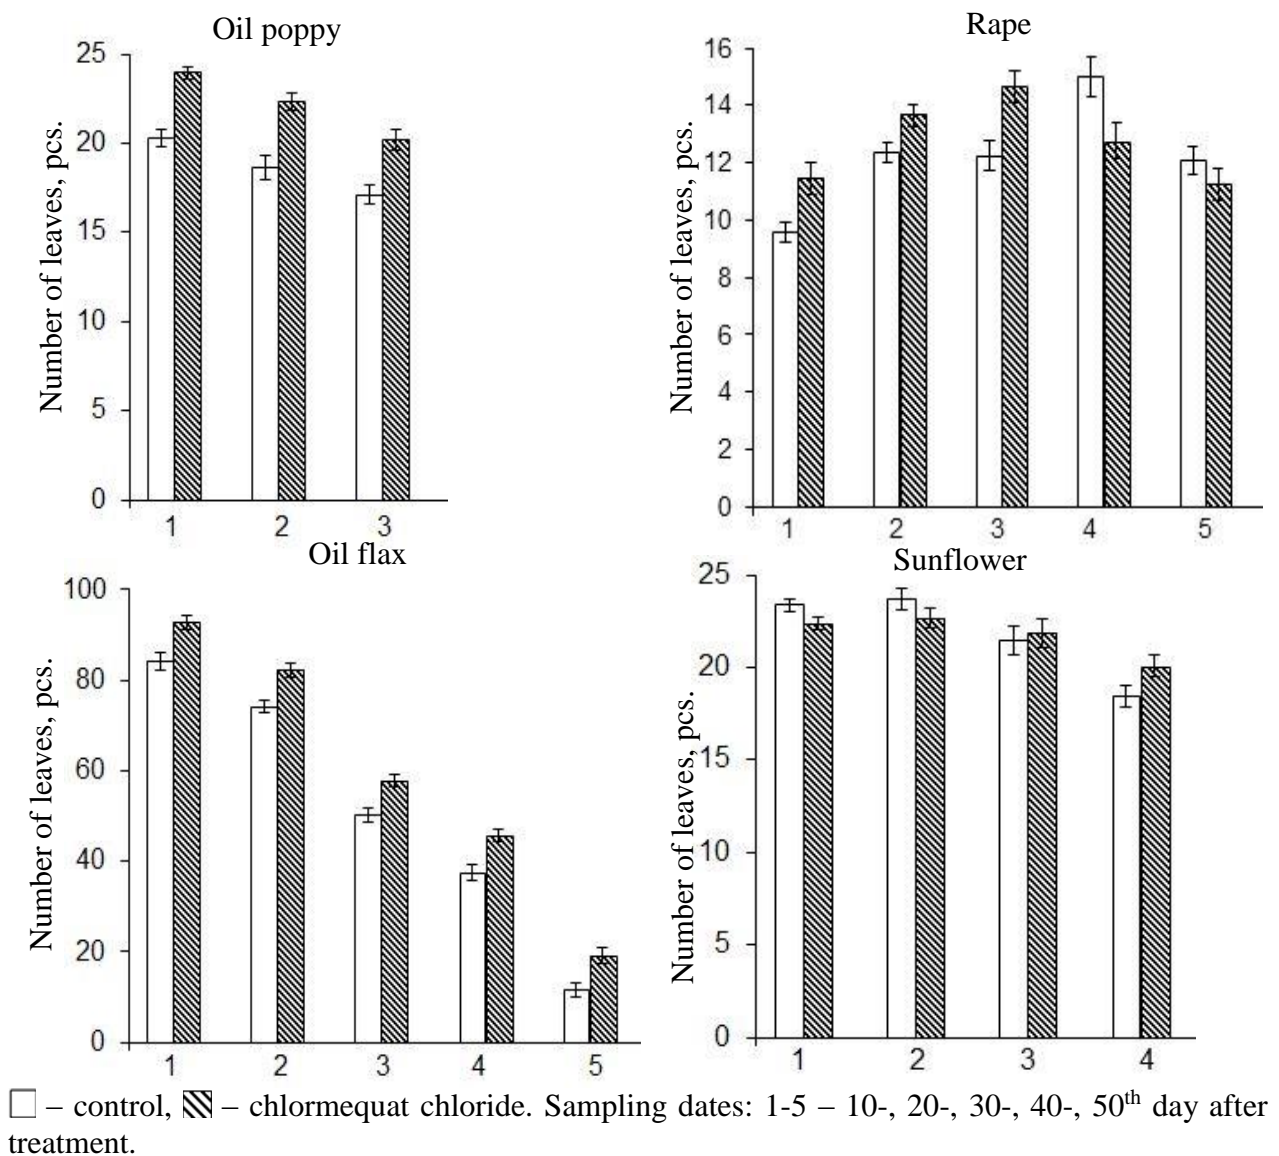 Oil poppy
Number of leaves, pcs.
25
20
15
10
5
0
1 2 3
Rape
Number of leaves, pcs.
16
14
12
10
8
6
4
2
0
1 2 3 4 5
Oil flax
Number of leaves, pcs.
100
80
60
40
20
0
1 2 3 4 5
Sunflower
Number of leaves, pcs.
25
20
15
10
5
0
1 2 3 4
– control, – chlormequat chloride. Sampling dates: 1-5 – 10-, 20-, 30-, 40-, 50th day after
treatment.